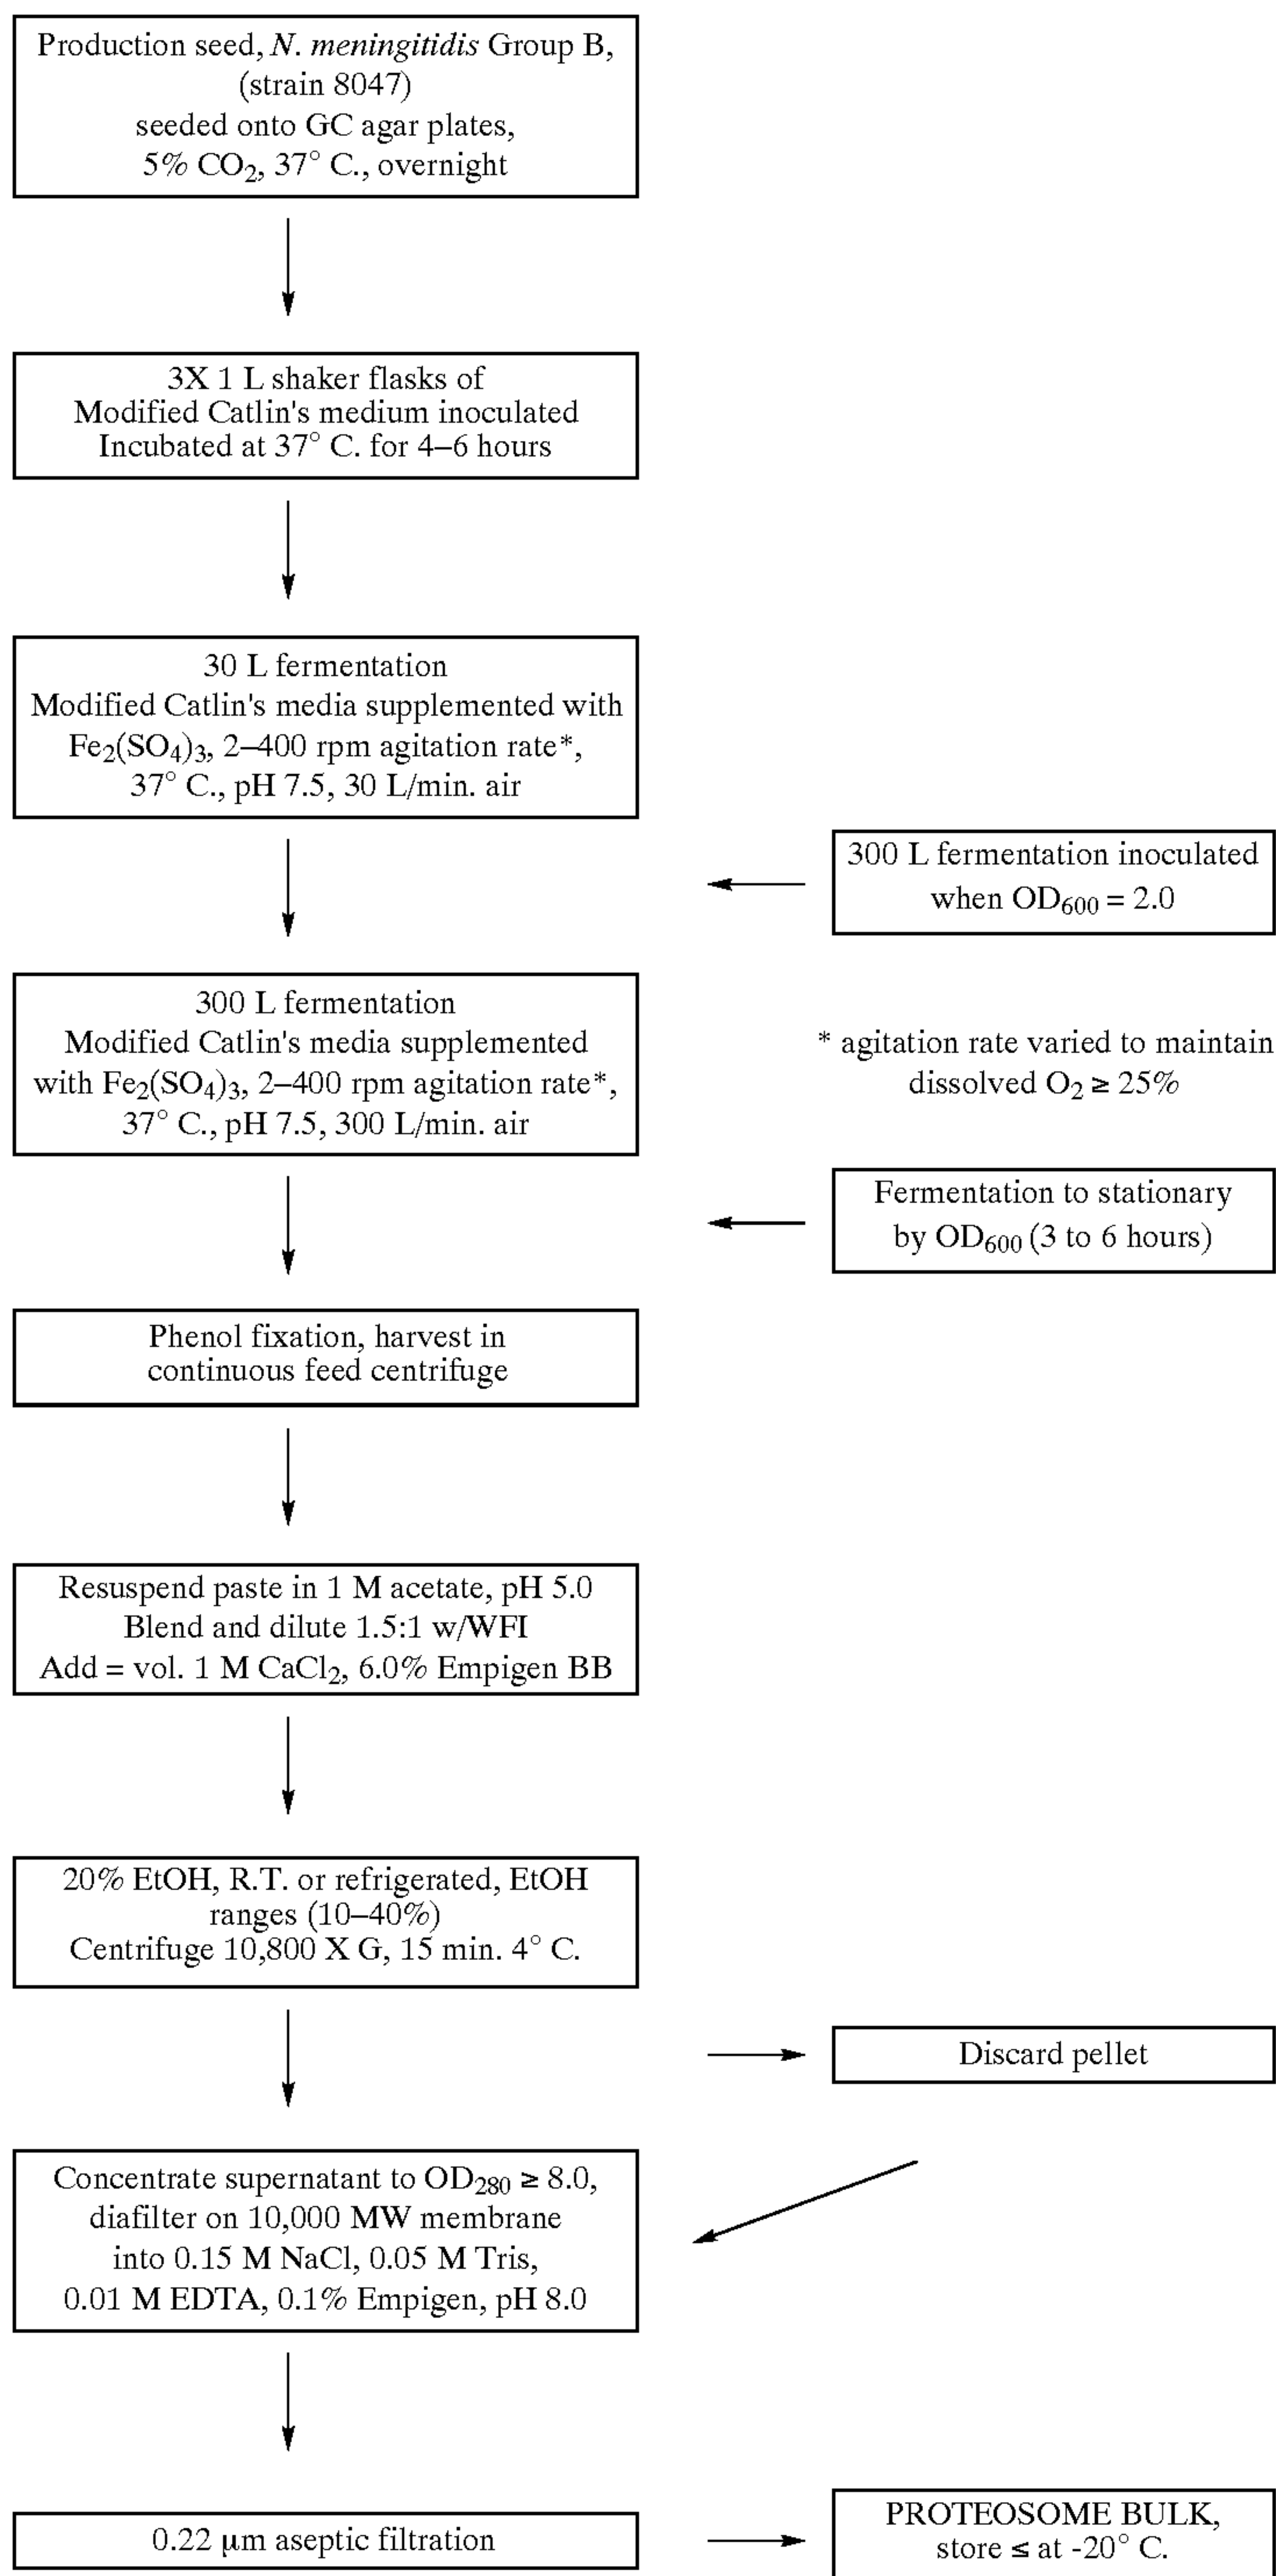 Production seed, N. meningitidis Group B,
(strain 8047)
seeded onto GC agar plates,
5% CO₂, 37° C., overnight
3X 1 L shaker flasks of
Modified Catlin's medium inoculated
Incubated at 37° C. for 4–6 hours
30 L fermentation
Modified Catlin's media supplemented with
Fe₂(SO₄)₃, 2–400 rpm agitation rate*,
37° C., pH 7.5, 30 L/min. air
300 L fermentation inoculated
when OD₆₀₀ = 2.0
300 L fermentation
Modified Catlin's media supplemented
with Fe₂(SO₄)₃, 2–400 rpm agitation rate*,
37° C., pH 7.5, 300 L/min. air
* agitation rate varied to maintain
dissolved O₂ ≥ 25%
Fermentation to stationary
by OD₆₀₀ (3 to 6 hours)
Phenol fixation, harvest in
continuous feed centrifuge
Resuspend paste in 1 M acetate, pH 5.0
Blend and dilute 1.5:1 w/WFI
Add = vol. 1 M CaCl₂, 6.0% Empigen BB
20% EtOH, R.T. or refrigerated, EtOH
ranges (10–40%)
Centrifuge 10,800 X G, 15 min. 4° C.
Discard pellet
Concentrate supernatant to OD₂₈₀ ≥ 8.0,
diafilter on 10,000 MW membrane
into 0.15 M NaCl, 0.05 M Tris,
0.01 M EDTA, 0.1% Empigen, pH 8.0
0.22 μm aseptic filtration
PROTEOSOME BULK,
store ≤ at -20° C.